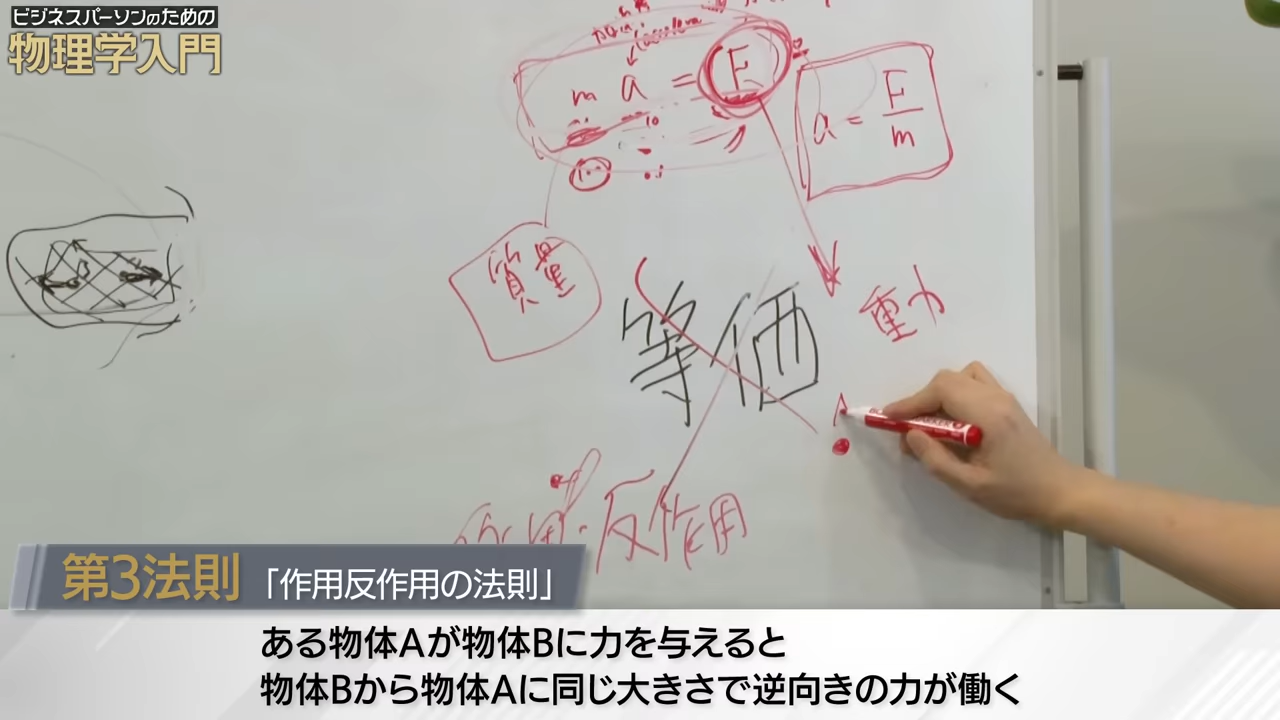 ビジネスパーソンのための
物理学入門
m a = F
a = F/m
質量
等価
重力
A
作用・反作用
第3法則 「作用反作用の法則」
ある物体Aが物体Bに力を与えると
物体Bから物体Aに同じ大きさで逆向きの力が働く